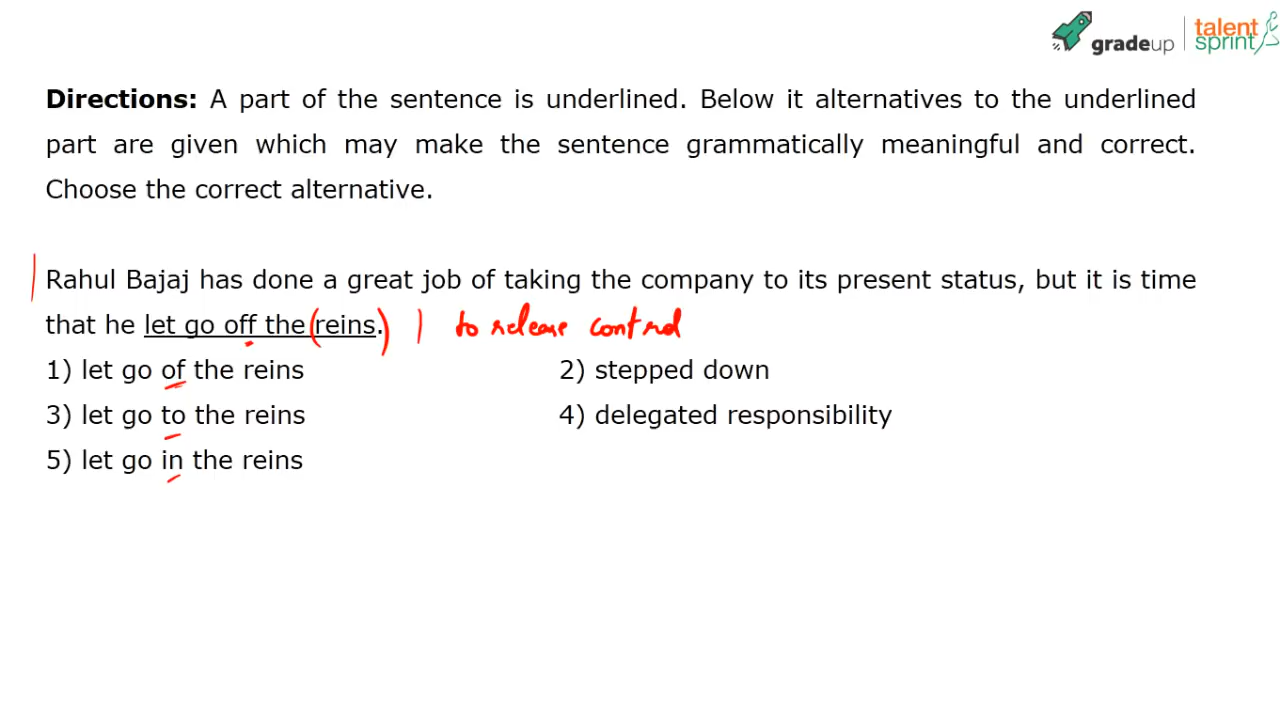 gradeup talent
sprint
Directions: A part of the sentence is underlined. Below it alternatives to the underlined
part are given which may make the sentence grammatically meaningful and correct.
Choose the correct alternative.
Rahul Bajaj has done a great job of taking the company to its present status, but it is time
that he let go off the (reins.) to release control
1) let go of the reins 2) stepped down
3) let go to the reins 4) delegated responsibility
5) let go in the reins